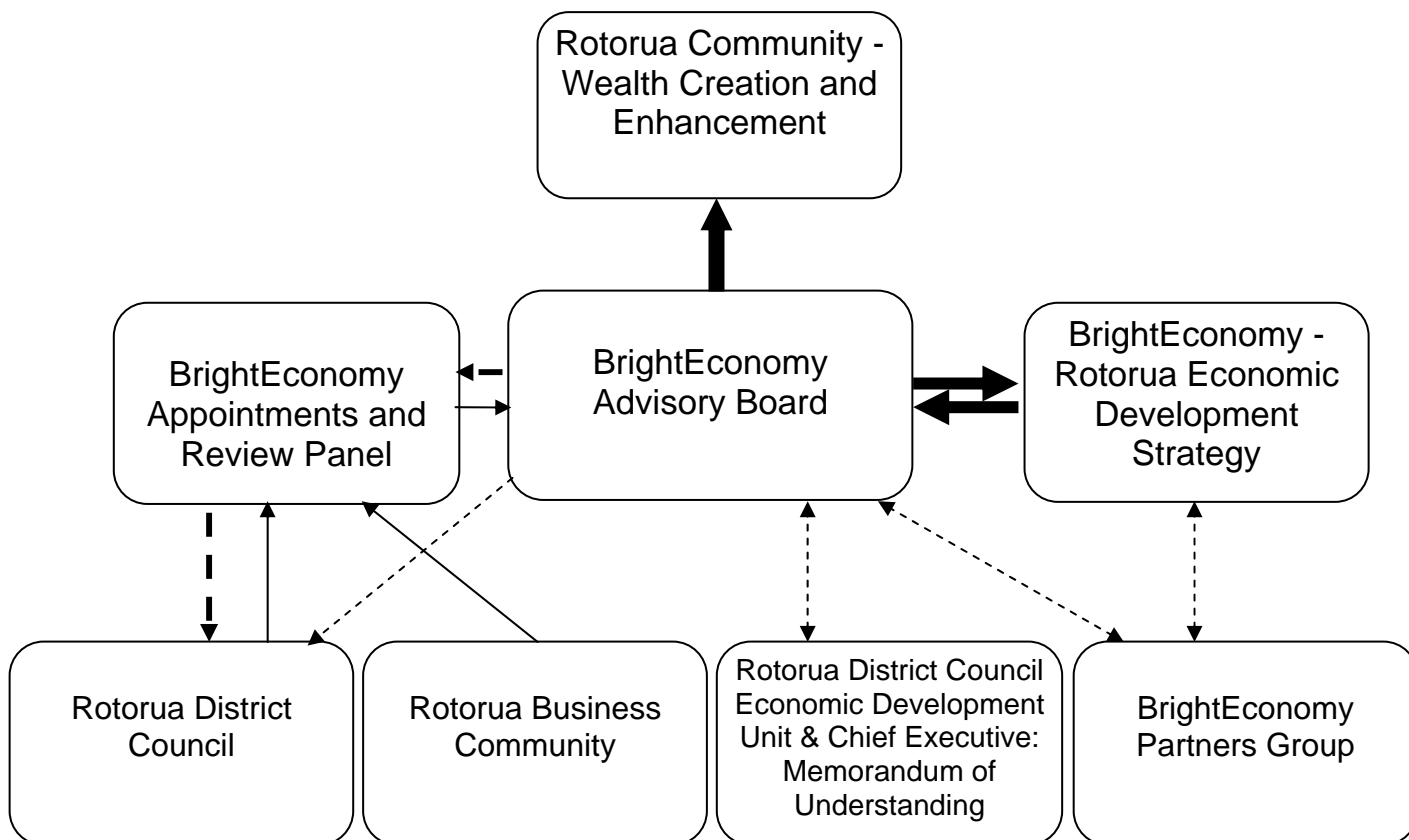 Rotorua Community -
Wealth Creation and
Enhancement
BrightEconomy
Appointments and
Review Panel
BrightEconomy
Advisory Board
BrightEconomy -
Rotorua Economic
Development
Strategy
Rotorua District
Council
Rotorua Business
Community
Rotorua District Council
Economic Development
Unit & Chief Executive:
Memorandum of
Understanding
BrightEconomy
Partners Group